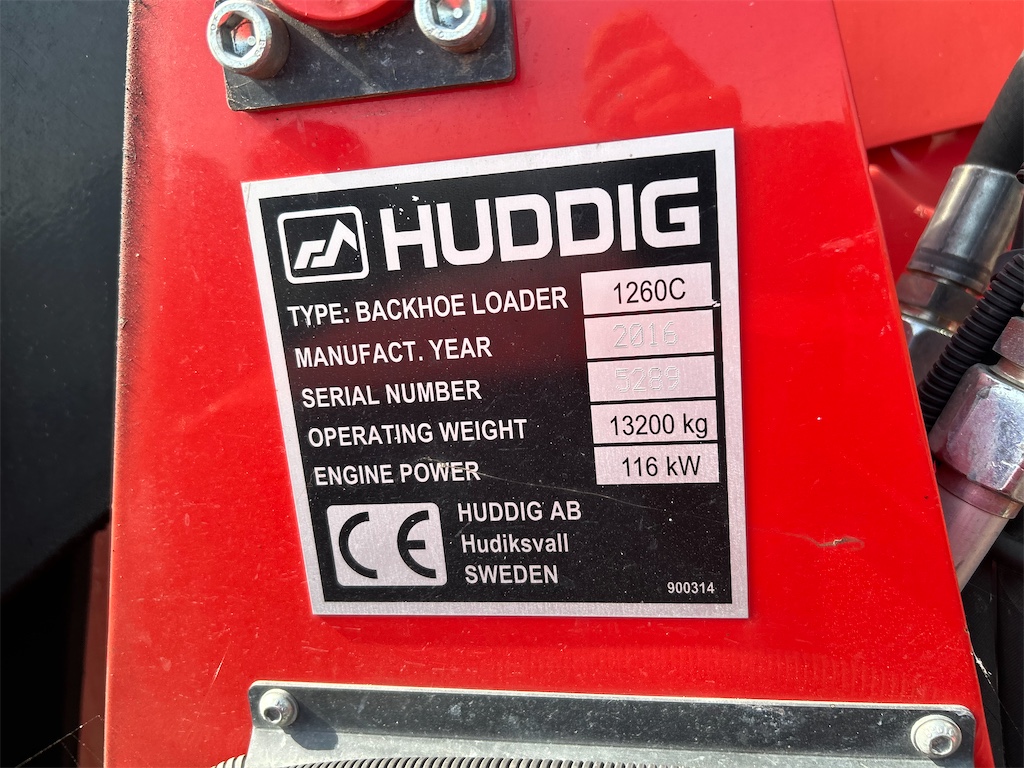 HUDDIG
TYPE: BACKHOE LOADER 1260C
MANUFACT. YEAR 2016
SERIAL NUMBER 5289
OPERATING WEIGHT 13200 kg
ENGINE POWER 116 kW
CE HUDDIG AB
Hudiksvall
SWEDEN
900314